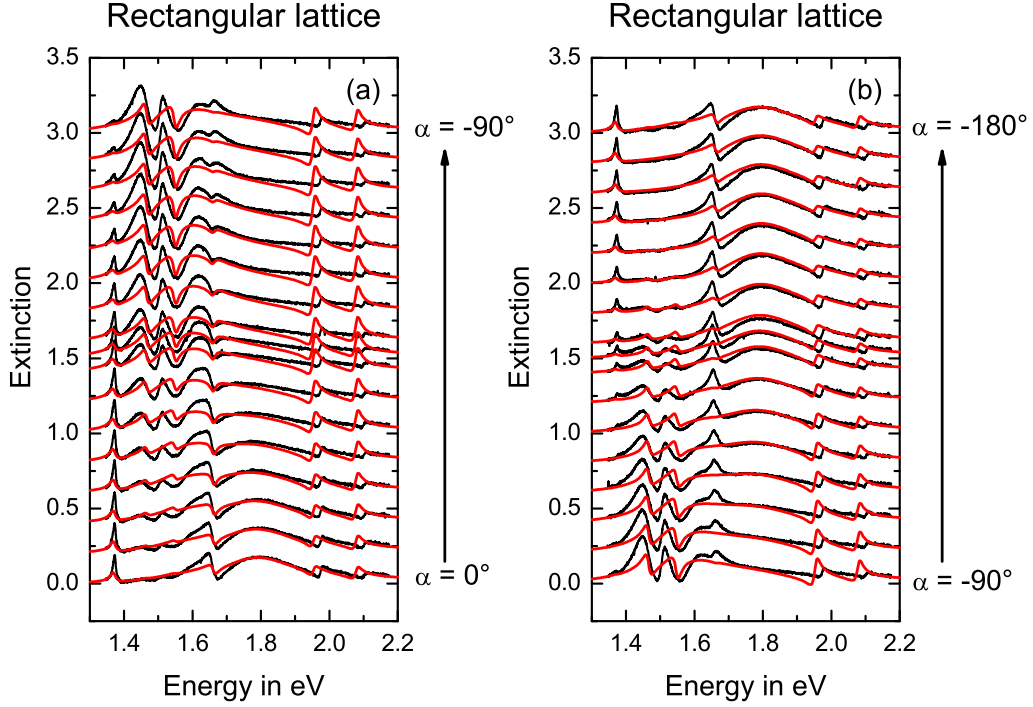 Rectangular lattice
(a)
3.5
3.0
2.5
2.0
1.5
1.0
0.5
0.0
Extinction
1.4
1.6
1.8
2.0
2.2
Energy in eV
α = -90°
α = 0°
Rectangular lattice
(b)
3.5
3.0
2.5
2.0
1.5
1.0
0.5
0.0
Extinction
1.4
1.6
1.8
2.0
2.2
Energy in eV
α = -180°
α = -90°